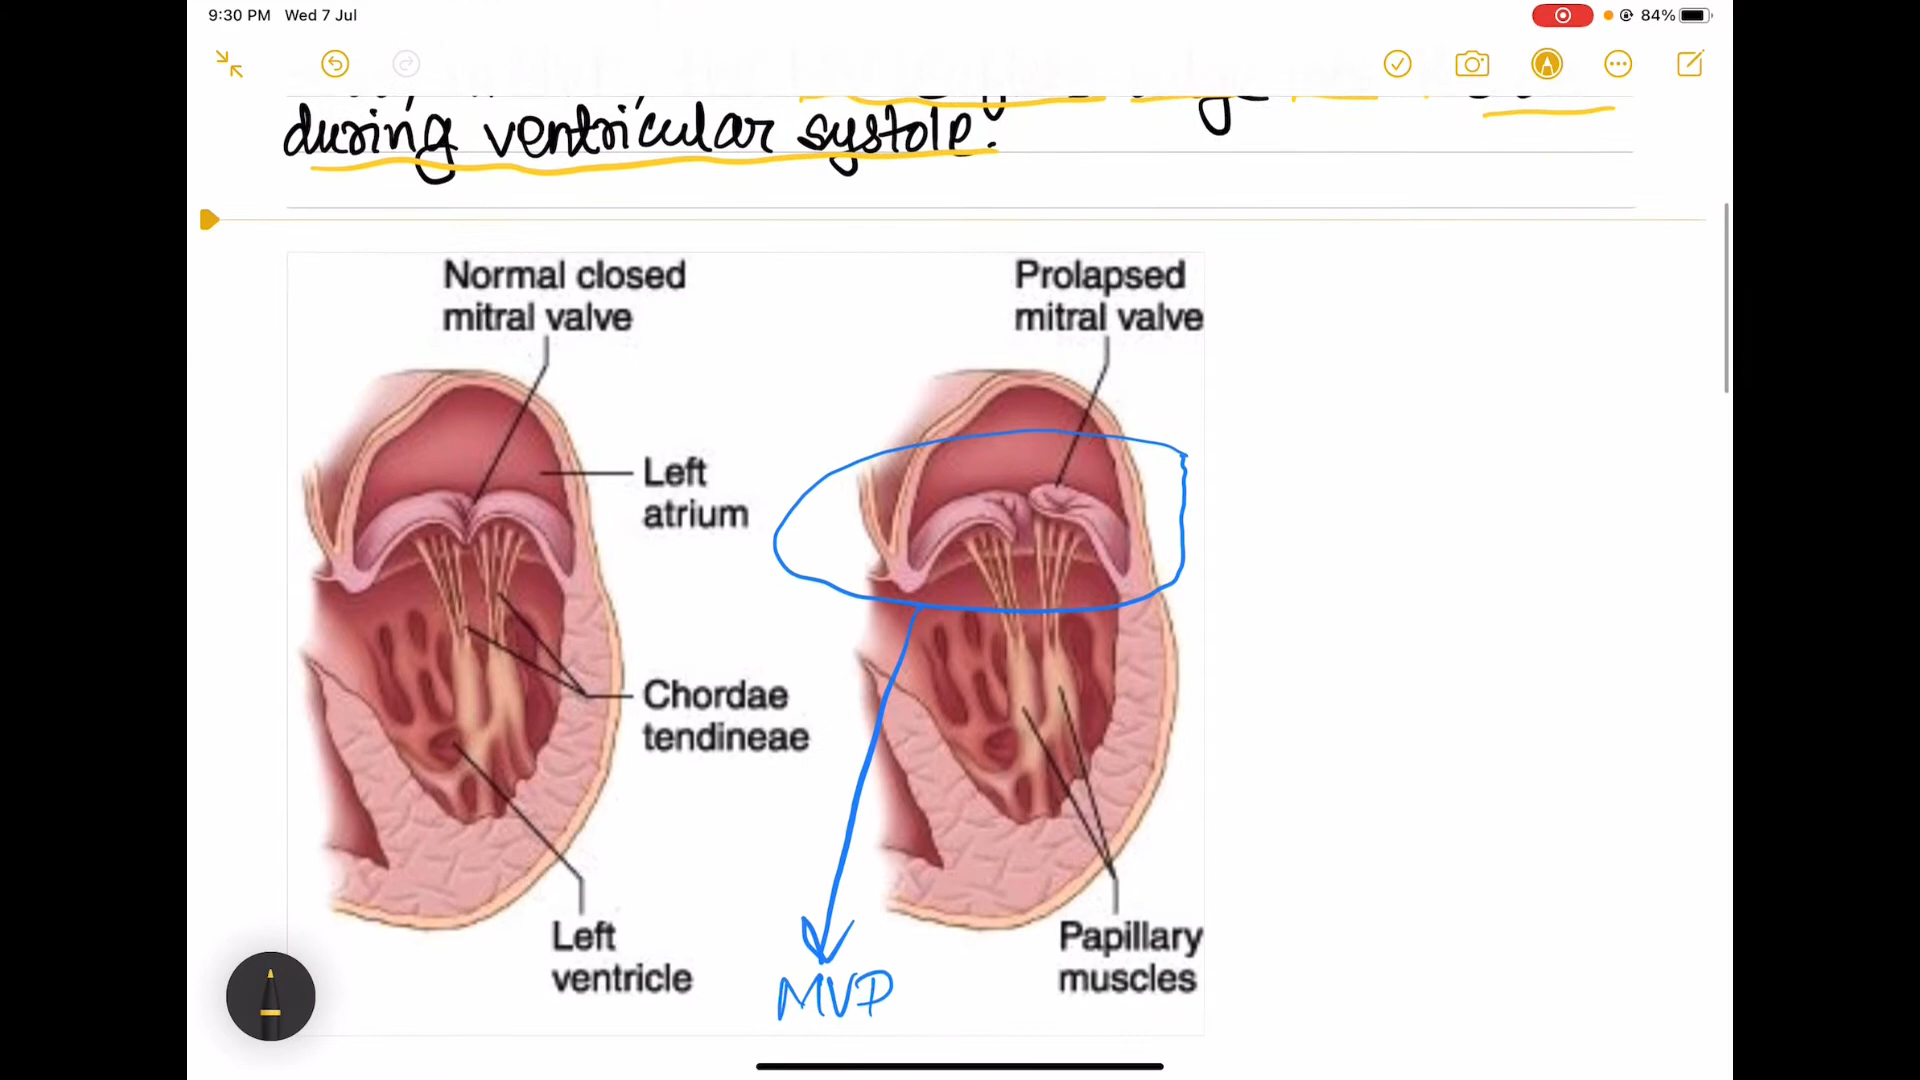 9:30 PM Wed 7 Jul
84%
during ventricular systole.
Normal closed
mitral valve
Prolapsed
mitral valve
Left
atrium
Chordae
tendineae
Left
ventricle
Papillary
muscles
MVP